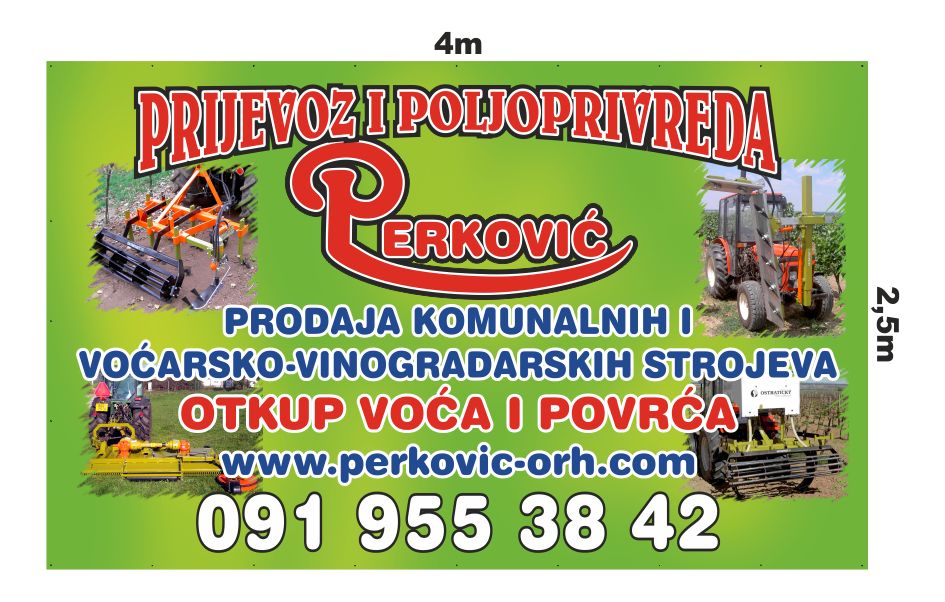 4m
PRIJEVOZ I POLJOPRIVREDA
PERKOVIĆ
2,5m
PRODAJA KOMUNALNIH I
VOĆARSKO-VINOGRADARSKIH STROJEVA
OSTRATICKÝ
OTKUP VOĆA I POVRĆA
www.perkovic-orh.com
091 955 38 42